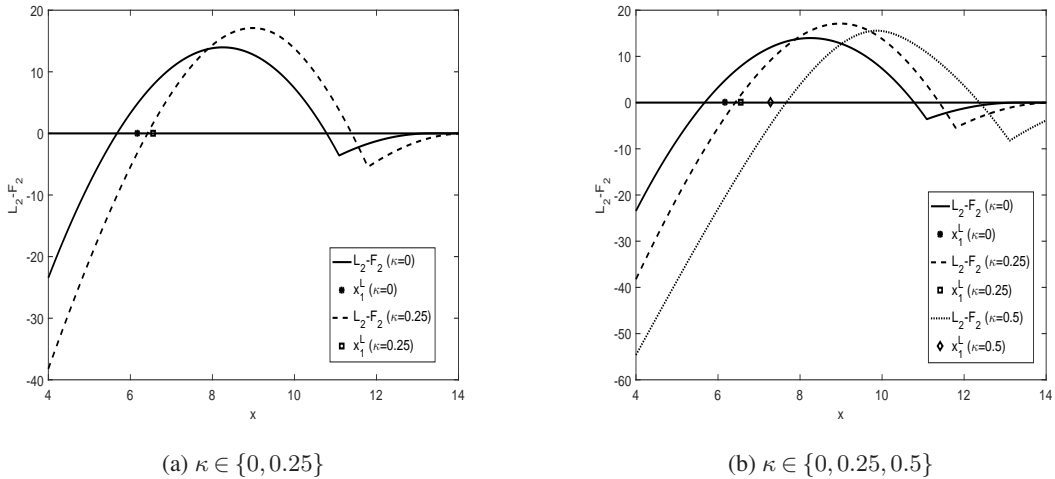 20
10
0
-10
-20
-30
-40
L₂-F₂
4
6
8
10
12
14
x
L₂-F₂ (κ=0)
x₁ᴸ (κ=0)
L₂-F₂ (κ=0.25)
x₁ᴸ (κ=0.25)
(a) κ ∈ {0,0.25}
20
10
0
-10
-20
-30
-40
-50
-60
L₂-F₂
4
6
8
10
12
14
x
L₂-F₂ (κ=0)
x₁ᴸ (κ=0)
L₂-F₂ (κ=0.25)
x₁ᴸ (κ=0.25)
L₂-F₂ (κ=0.5)
x₁ᴸ (κ=0.5)
(b) κ ∈ {0,0.25,0.5}